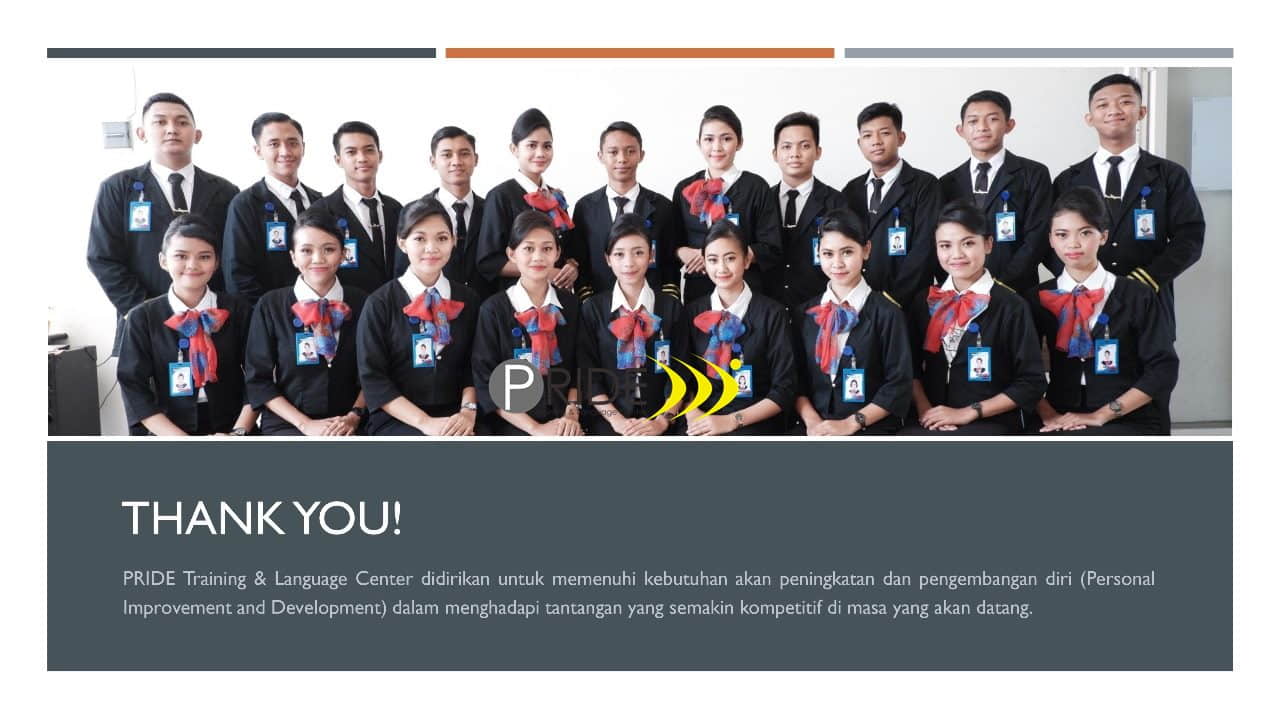 PRIDE
THANK YOU!
PRIDE Training & Language Center didirikan untuk memenuhi kebutuhan akan peningkatan dan pengembangan diri (Personal
Improvement and Development) dalam menghadapi tantangan yang semakin kompetitif di masa yang akan datang.